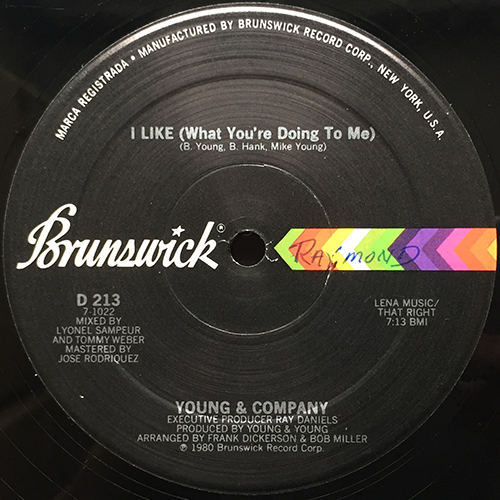 MARCA REGISTRADA • MANUFACTURED BY BRUNSWICK RECORD CORP., NEW YORK, U.S.A.
I LIKE (What You're Doing To Me)
(B. Young, B. Hank, Mike Young)
Brunswick®
RAYMOND
D 213
7-1022
MIXED BY
LYONEL SAMPEUR
AND TOMMY WEBER
MASTERED BY
JOSE RODRIQUEZ
LENA MUSIC/
THAT RIGHT
7:13 BMI
YOUNG & COMPANY
EXECUTIVE PRODUCER RAY DANIELS
PRODUCED BY YOUNG & YOUNG
ARRANGED BY FRANK DICKERSON & BOB MILLER
℗ 1980 Brunswick Record Corp.